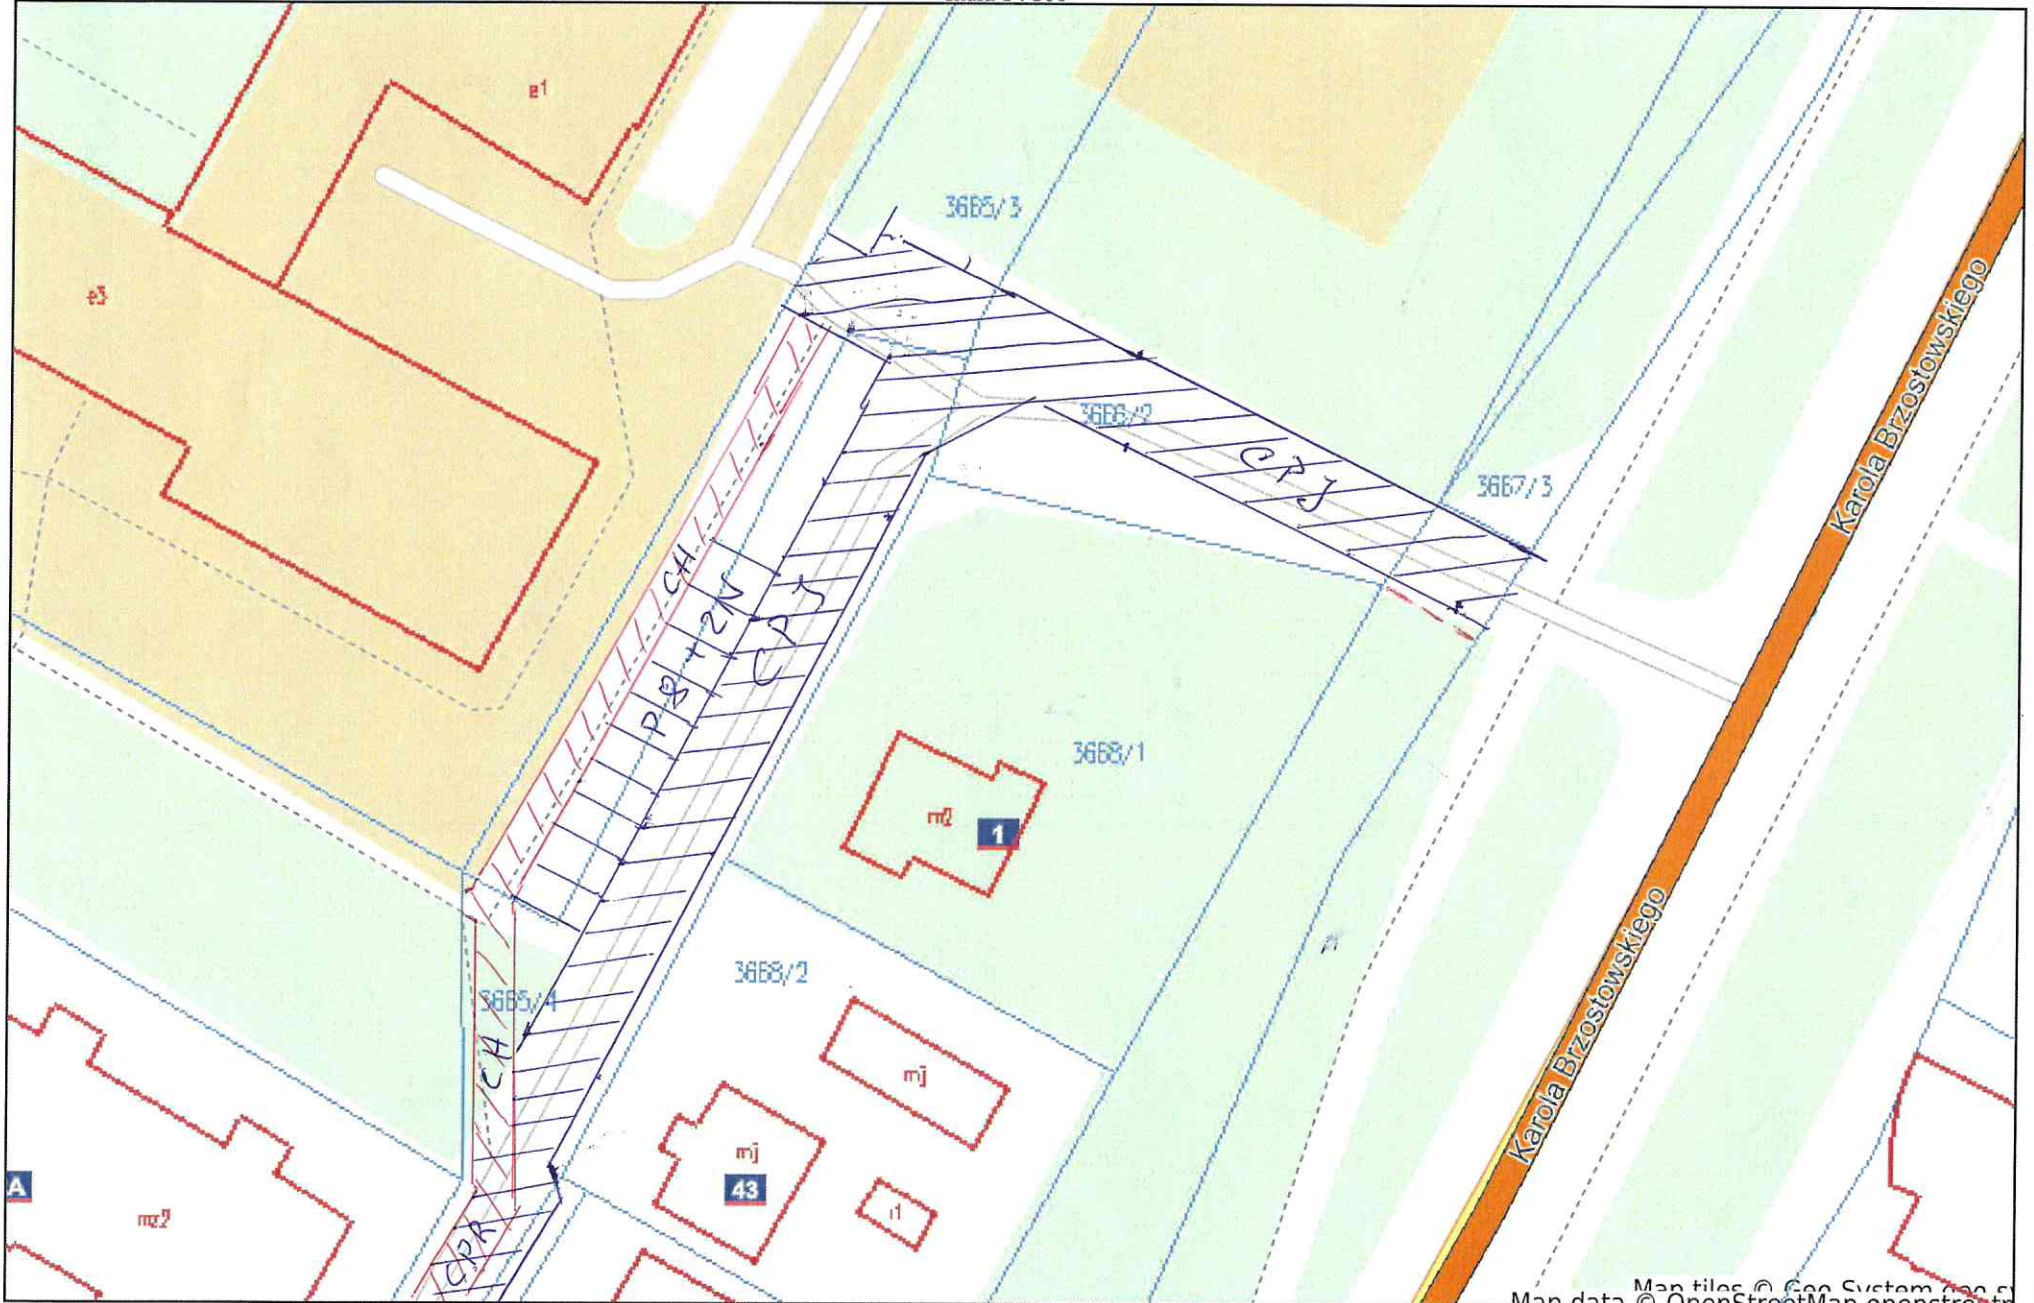 e1
e3
3665/3
3666/2
CPJ
3667/3
Karola Brzostowskiego
CH
P 8 + 2N
CPJ
3668/1
m2
1
3668/2
3665/4
CH
mj
mj
43
i1
A
mz2
CPR
Karola Brzostowskiego
Map tiles © Geo System
Map data © OpenStreetMap